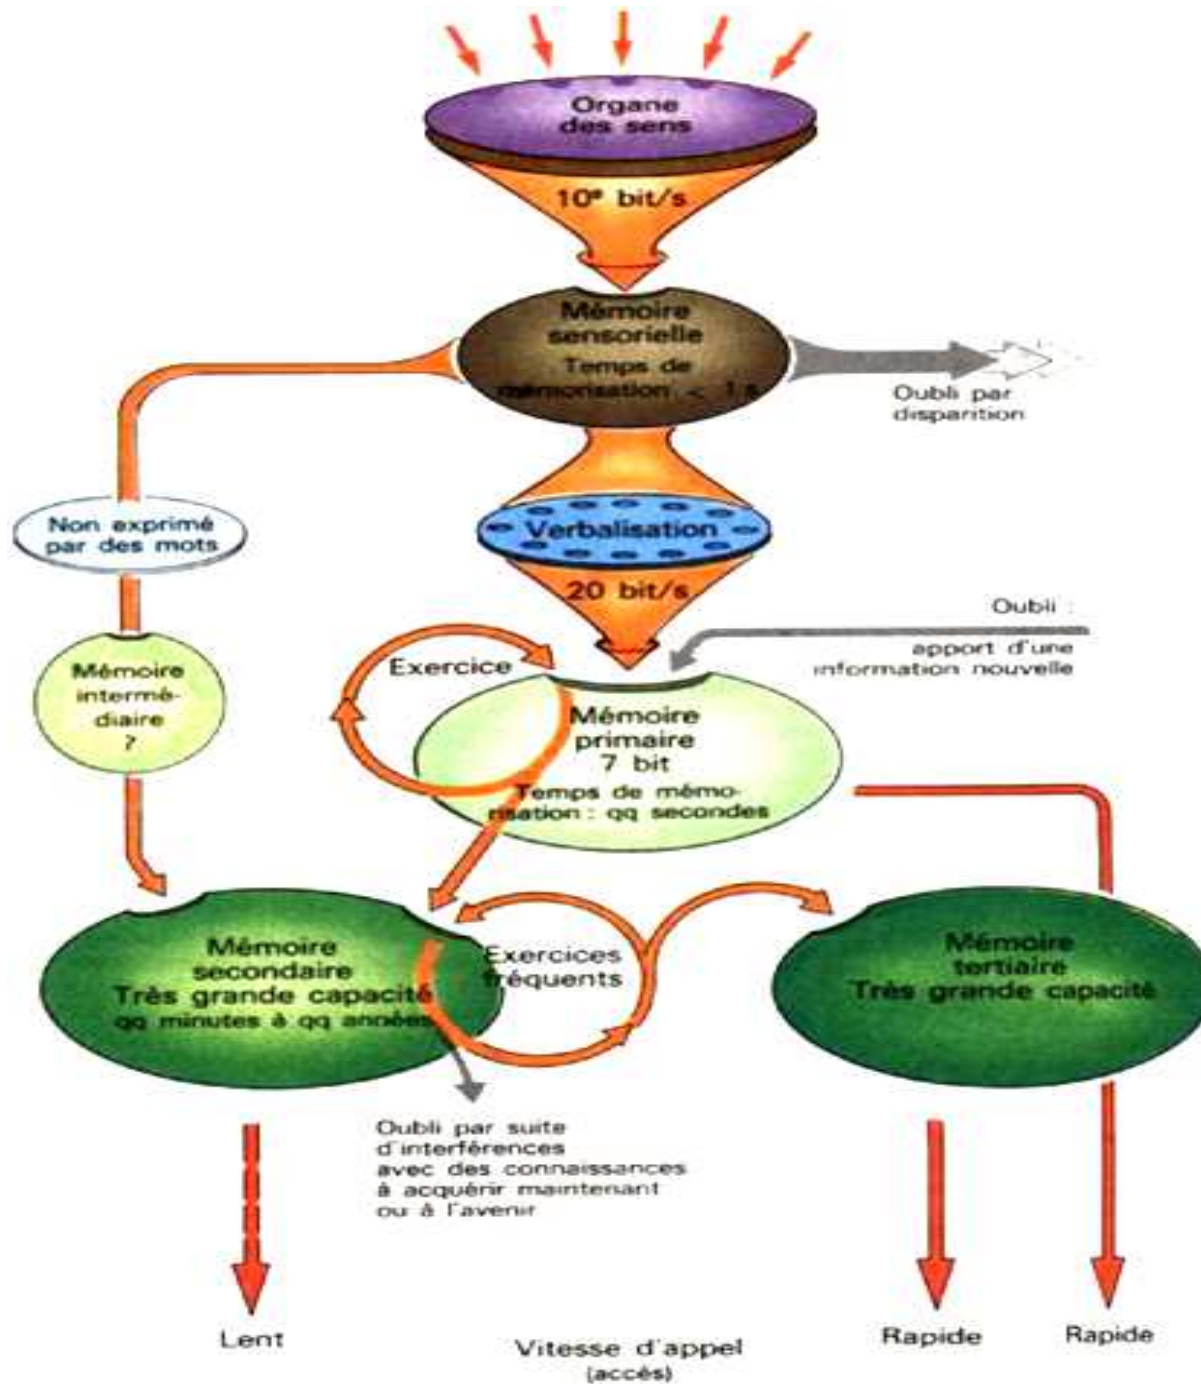 Organe
des sens
bit/s
Mémoire
sensorielle
Temps de
mémorisation : < 1 s
Oubli par
disparition
Non exprimé
par des mots
Verbalisation
20 bit/s
Oubli :
apport d'une
information nouvelle
Exercice
Mémoire
intermé-
diaire
?
Mémoire
primaire
7 bit
Temps de mémo-
risation : qq secondes
Mémoire
secondaire
Très grande capacité
qq minutes à qq années
Exercices
fréquents
Mémoire
tertiaire
Très grande capacité
Oubli par suite
d'interférences
avec des connaissances
à acquérir maintenant
ou à l'avenir
Lent
Vitesse d'appel
(accès)
Rapide
Rapide